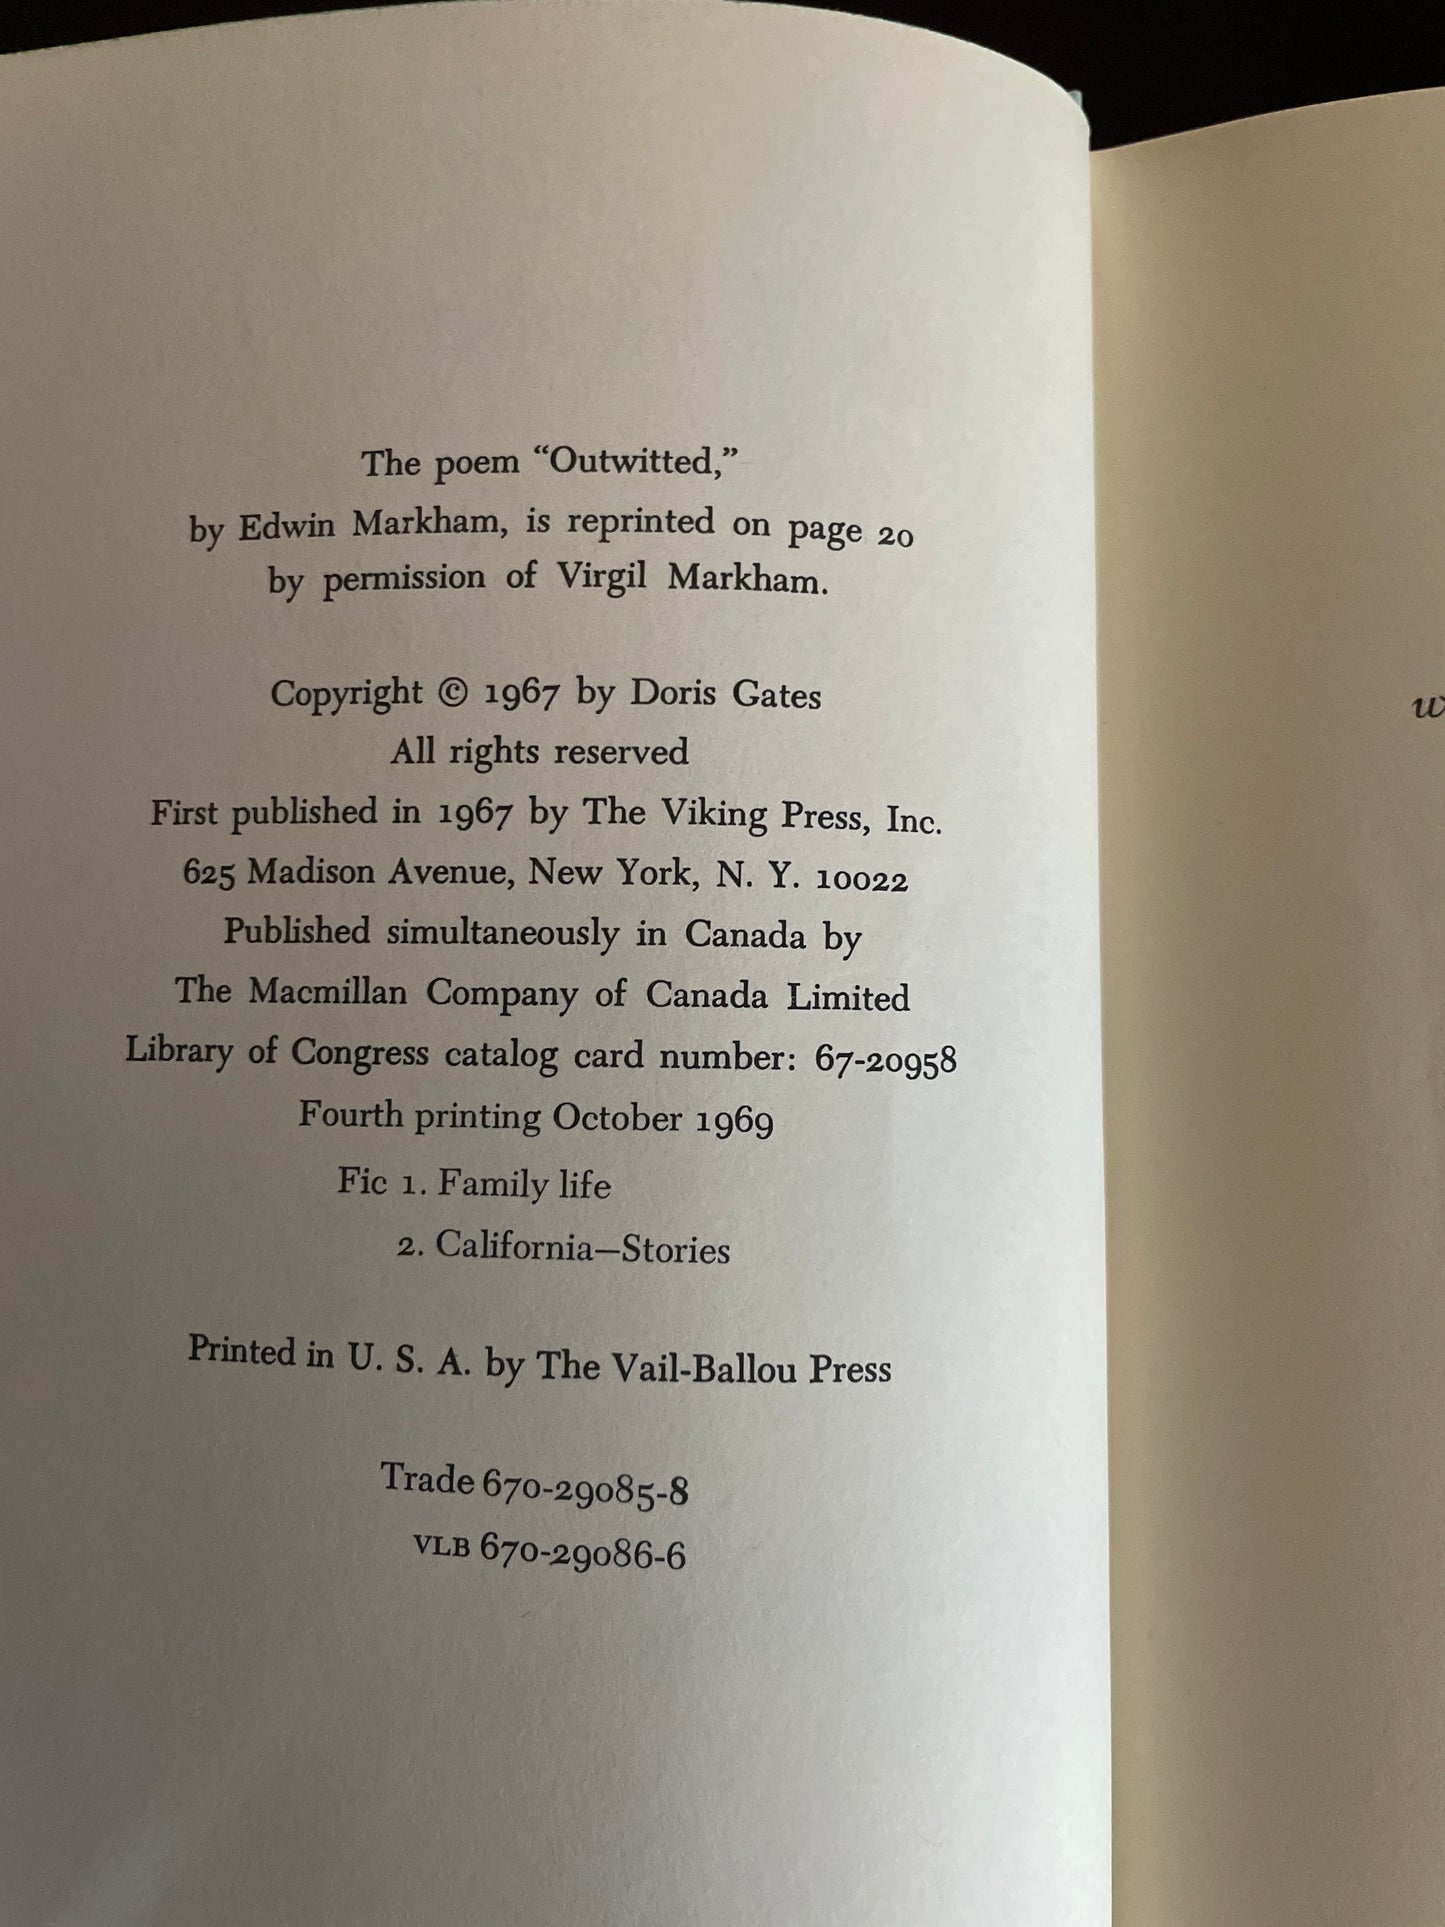 The poem “Outwitted,”
by Edwin Markham, is reprinted on page 20
by permission of Virgil Markham.
Copyright © 1967 by Doris Gates
All rights reserved
First published in 1967 by The Viking Press, Inc.
625 Madison Avenue, New York, N. Y. 10022
Published simultaneously in Canada by
The Macmillan Company of Canada Limited
Library of Congress catalog card number: 67-20958
Fourth printing October 1969
Fic 1. Family life
2. California—Stories
Printed in U. S. A. by The Vail-Ballou Press
Trade 670-29085-8
VLB 670-29086-6